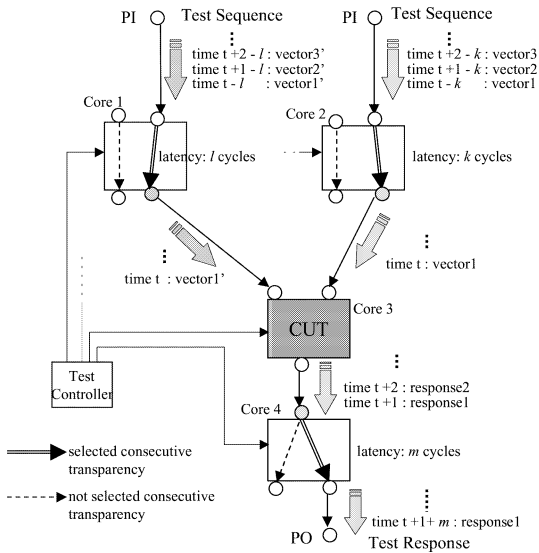 PI Test Sequence PI Test Sequence
time t +2 - l : vector3’ time t +2 - k : vector3
time t +1 - l : vector2’ time t +1 - k : vector2
time t - l : vector1’ time t - k : vector1
Core 1 Core 2
latency: l cycles latency: k cycles
time t : vector1’ time t : vector1
Core 3
CUT
Test
Controller
time t +2 : response2
time t +1 : response1
Core 4
latency: m cycles
selected consecutive
transparency
not selected consecutive
transparency
time t +1+ m : response1
PO Test Response